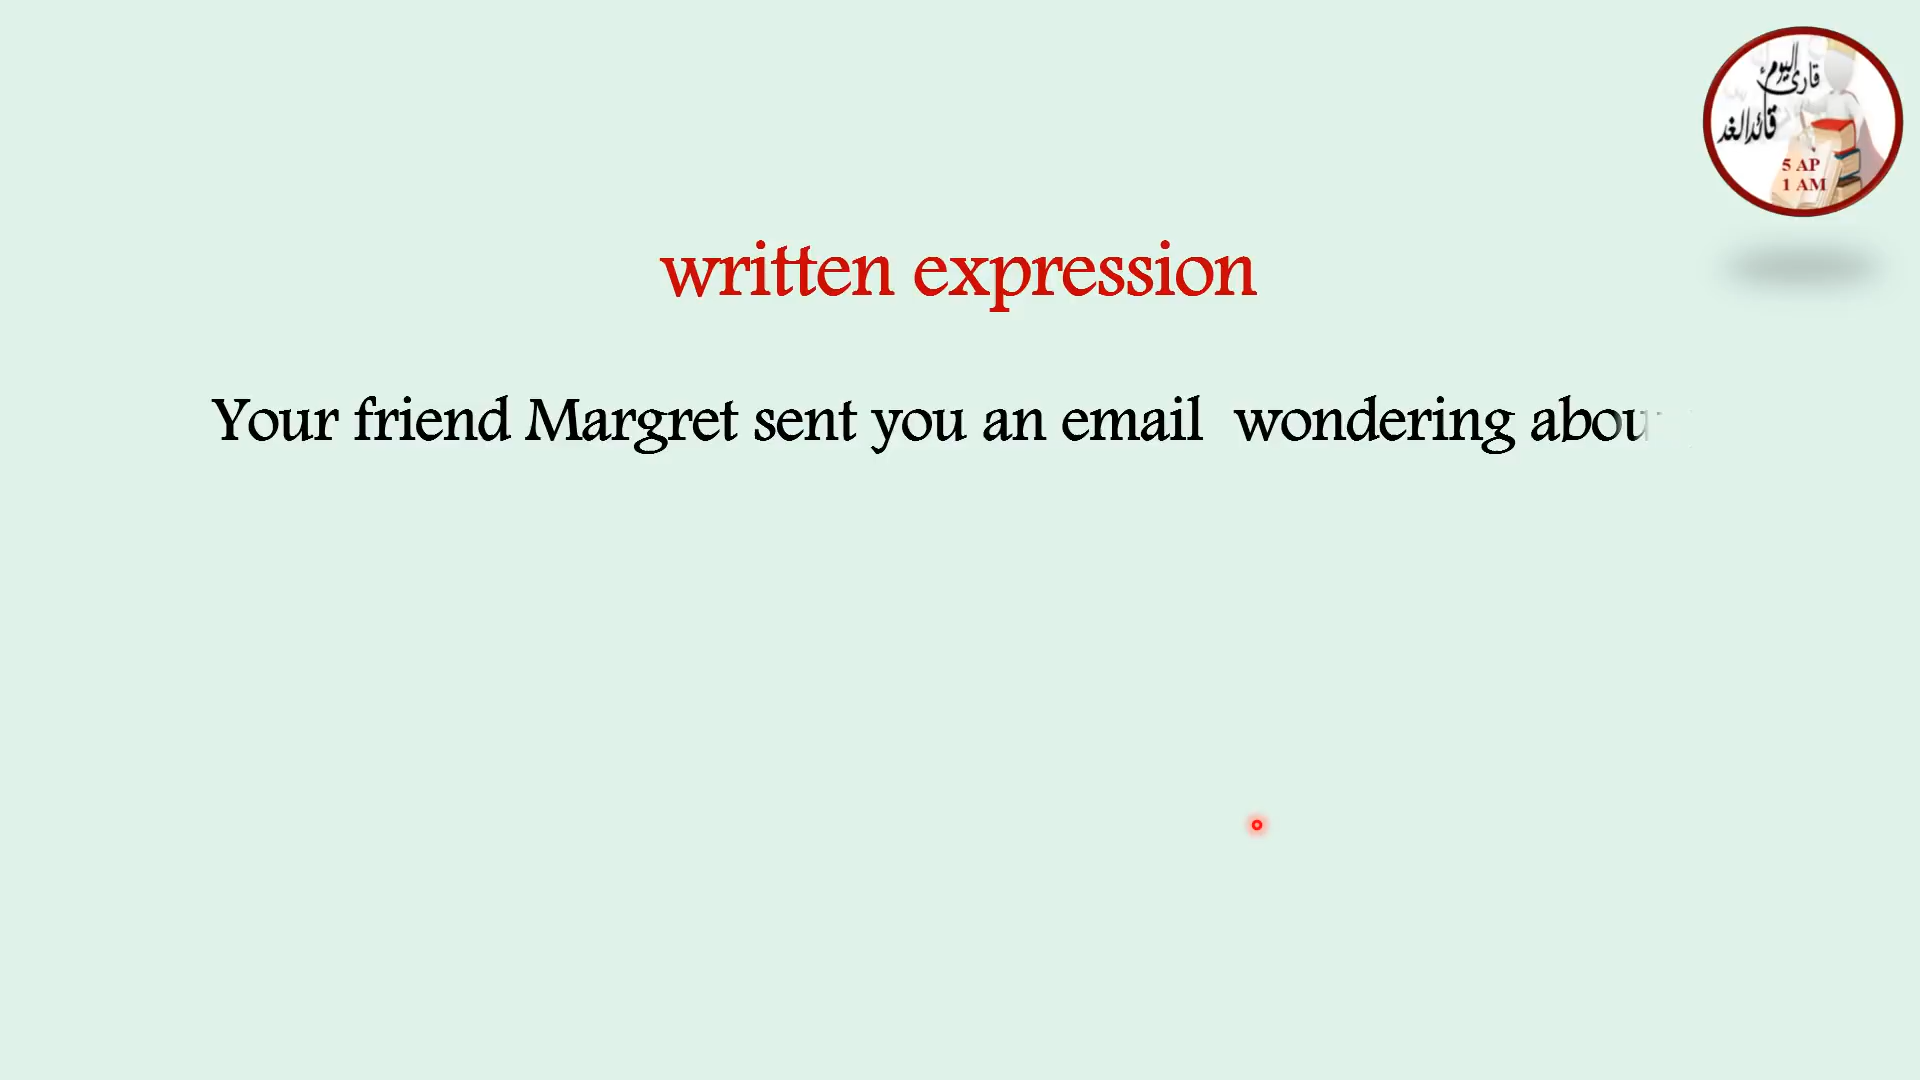 قارئ اليوم
قائد الغد
5 AP
1 AM
written expression
Your friend Margret sent you an email wondering abou